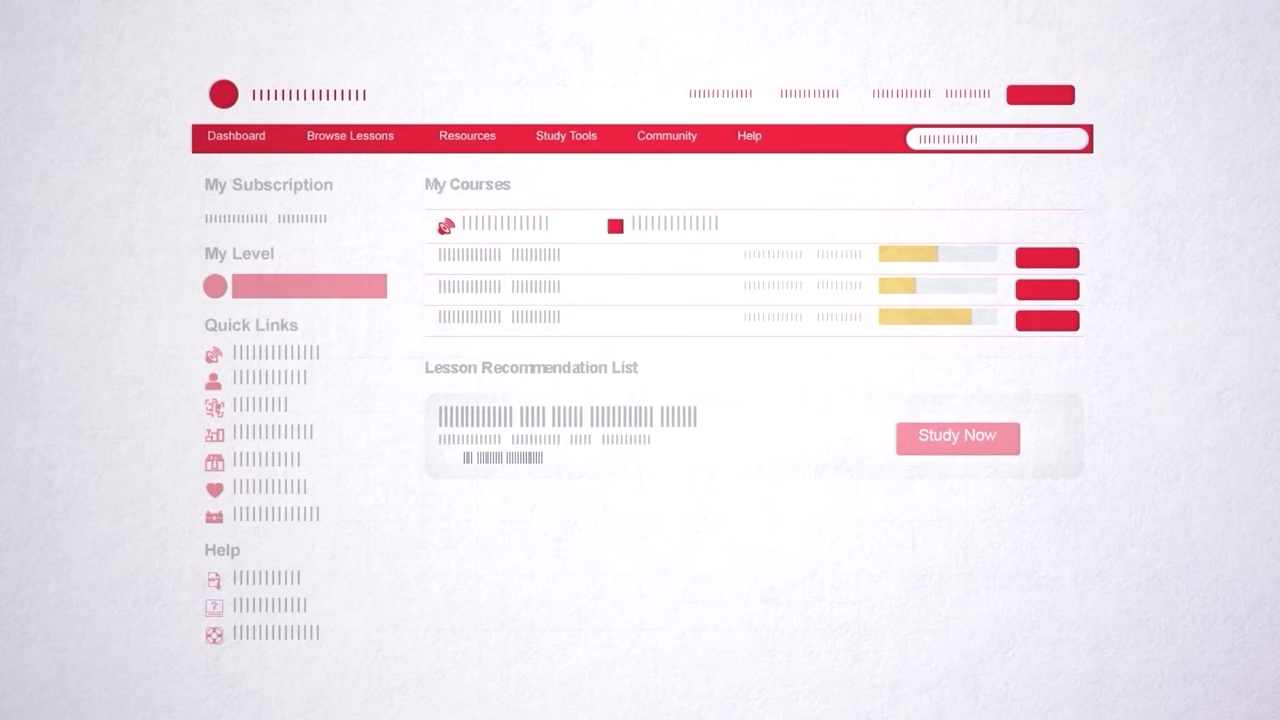 Dashboard Browse Lessons Resources Study Tools Community Help
My Subscription
My Level
Quick Links
Help
My Courses
Lesson Recommendation List
Study Now